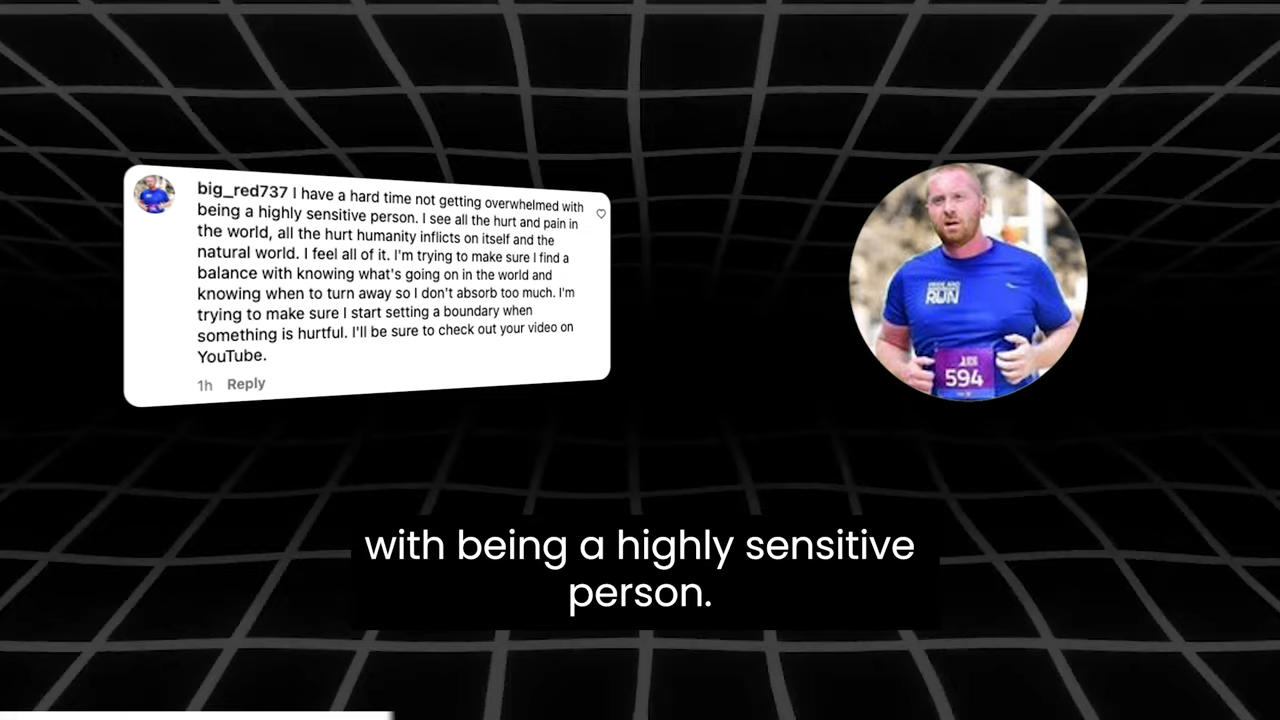 big_red737 I have a hard time not getting overwhelmed with
being a highly sensitive person. I see all the hurt and pain in
the world, all the hurt humanity inflicts on itself and the
natural world. I feel all of it. I'm trying to make sure I find a
balance with knowing what's going on in the world and
knowing when to turn away so I don't absorb too much. I'm
trying to make sure I start setting a boundary when
something is hurtful. I'll be sure to check out your video on
YouTube.
1h Reply
RUN
594
with being a highly sensitive
person.